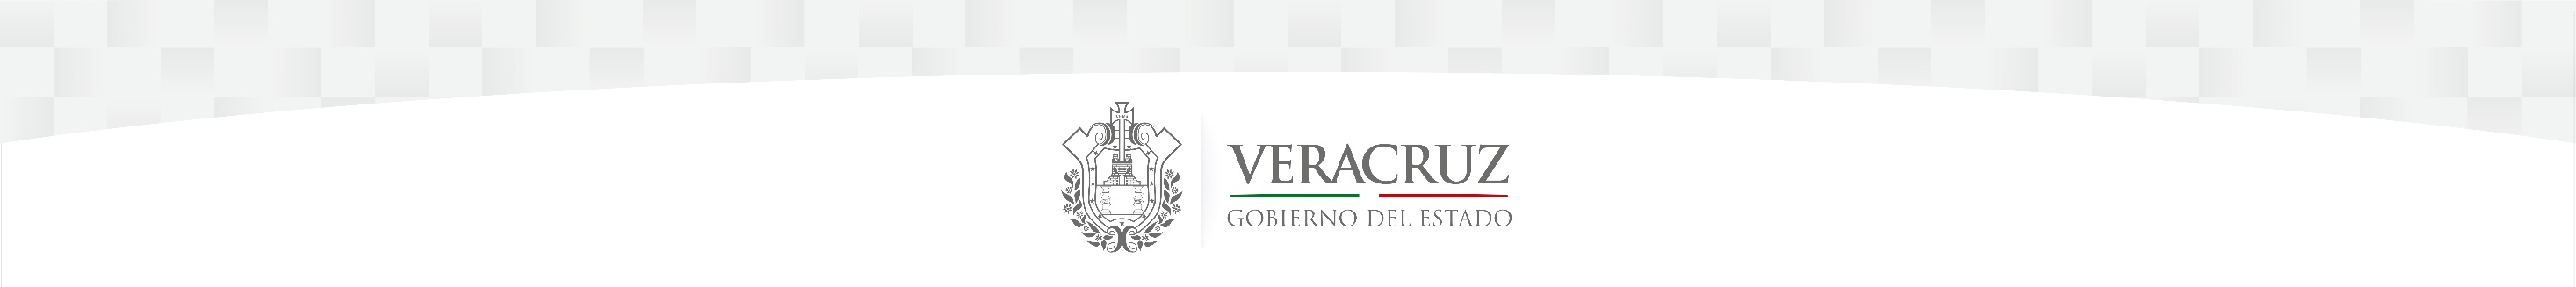 VERACRUZ
GOBIERNO DEL ESTADO